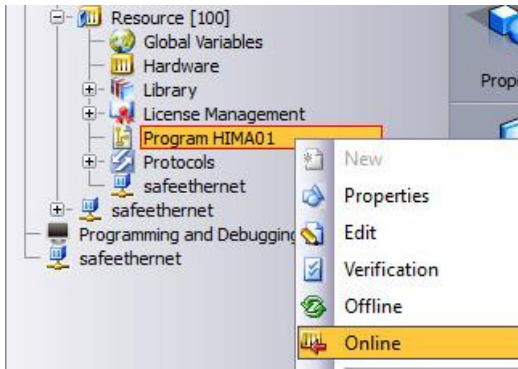 Resource [100]
Global Variables
Hardware
Library
License Management
Program HIMA01
Protocols
safeethernet
safeethernet
Programming and Debugging
safeethernet
Prope
New
Properties
Edit
Verification
Offline
Online